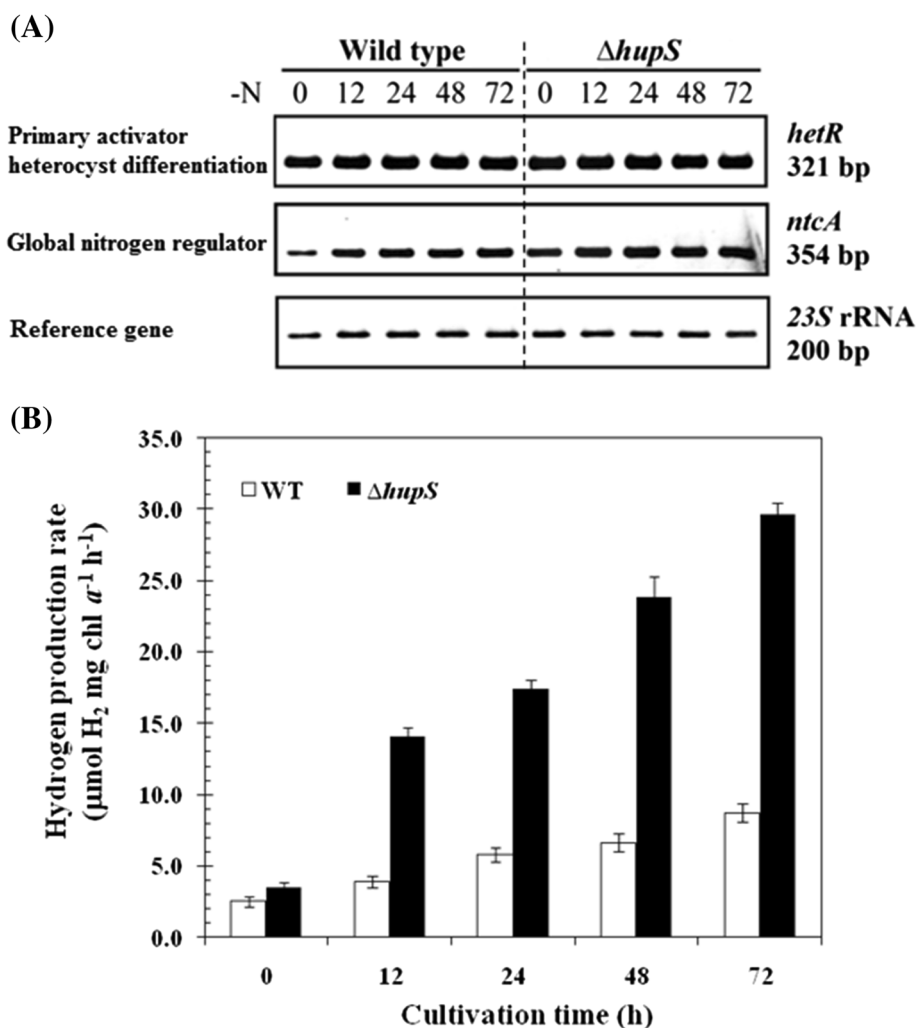 (A)
Wild type ΔhupS
-N 0 12 24 48 72 0 12 24 48 72
Primary activator
heterocyst differentiation
hetR
321 bp
Global nitrogen regulator
ntcA
354 bp
Reference gene
23S rRNA
200 bp
(B)
35.0
30.0
25.0
20.0
15.0
10.0
5.0
0.0
Hydrogen production rate
(µmol H₂ mg chl a⁻¹ h⁻¹)
WT ΔhupS
0 12 24 48 72
Cultivation time (h)